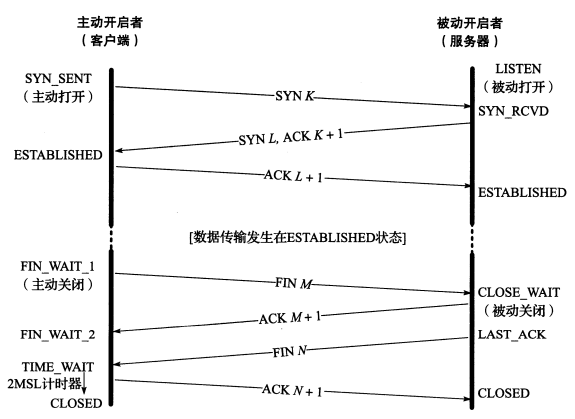 主动开启者
（客户端）
被动开启者
（服务器）
SYN_SENT
（主动打开）
LISTEN
（被动打开）
SYN K
SYN_RCVD
SYN L, ACK K+1
ESTABLISHED
ACK L+1
ESTABLISHED
[数据传输发生在ESTABLISHED状态]
FIN_WAIT_1
（主动关闭）
FIN M
CLOSE_WAIT
（被动关闭）
ACK M+1
FIN_WAIT_2
LAST_ACK
FIN N
TIME_WAIT
2MSL计时器
ACK N+1
CLOSED
CLOSED